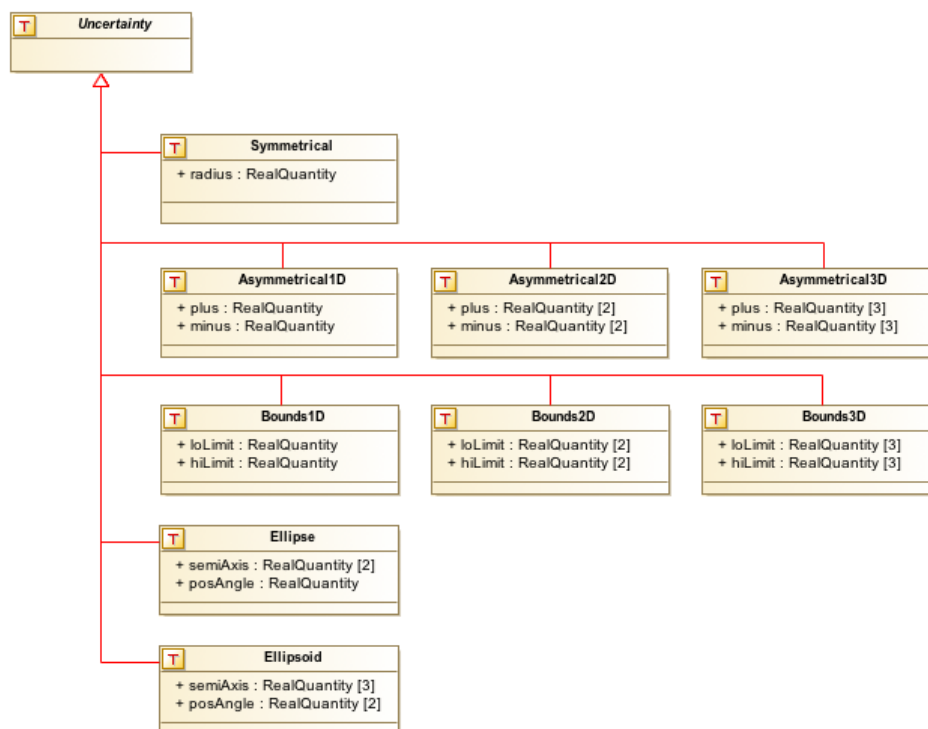 T Uncertainty
T Symmetrical
+ radius : RealQuantity
T Asymmetrical1D
+ plus : RealQuantity
+ minus : RealQuantity
T Asymmetrical2D
+ plus : RealQuantity [2]
+ minus : RealQuantity [2]
T Asymmetrical3D
+ plus : RealQuantity [3]
+ minus : RealQuantity [3]
T Bounds1D
+ loLimit : RealQuantity
+ hiLimit : RealQuantity
T Bounds2D
+ loLimit : RealQuantity [2]
+ hiLimit : RealQuantity [2]
T Bounds3D
+ loLimit : RealQuantity [3]
+ hiLimit : RealQuantity [3]
T Ellipse
+ semiAxis : RealQuantity [2]
+ posAngle : RealQuantity
T Ellipsoid
+ semiAxis : RealQuantity [3]
+ posAngle : RealQuantity [2]